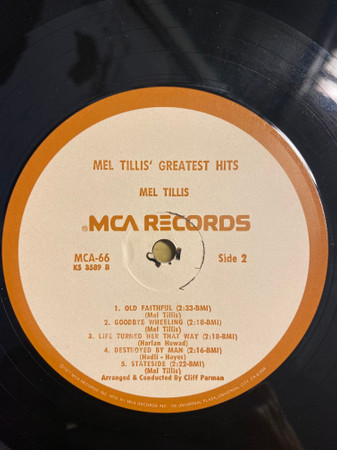 MEL TILLIS' GREATEST HITS
MEL TILLIS
MCA RECORDS
MCA-66
KS 3589 B
Side 2
1. OLD FAITHFUL (2:33-BMI)
(Mel Tillis)
2. GOODBYE WHEELING (2:18-BMI)
(Mel Tillis)
3. LIFE TURNED HER THAT WAY (2:18-BMI)
(Harlan Howad)
4. DESTROYED BY MAN (2:16-BMI)
(Hadli - Hayes)
5. STATESIDE (2:22-BMI)
(Mel Tillis)
Arranged & Conducted By Cliff Parman